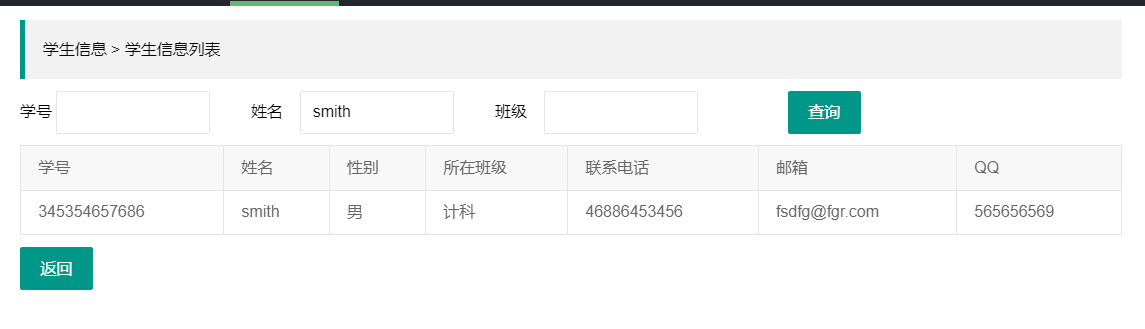 学生信息 > 学生信息列表
学号 姓名 smith 班级 查询
学号 姓名 性别 所在班级 联系电话 邮箱 QQ
345354657686 smith 男 计科 46886453456 fsdfg@fgr.com 565656569
返回